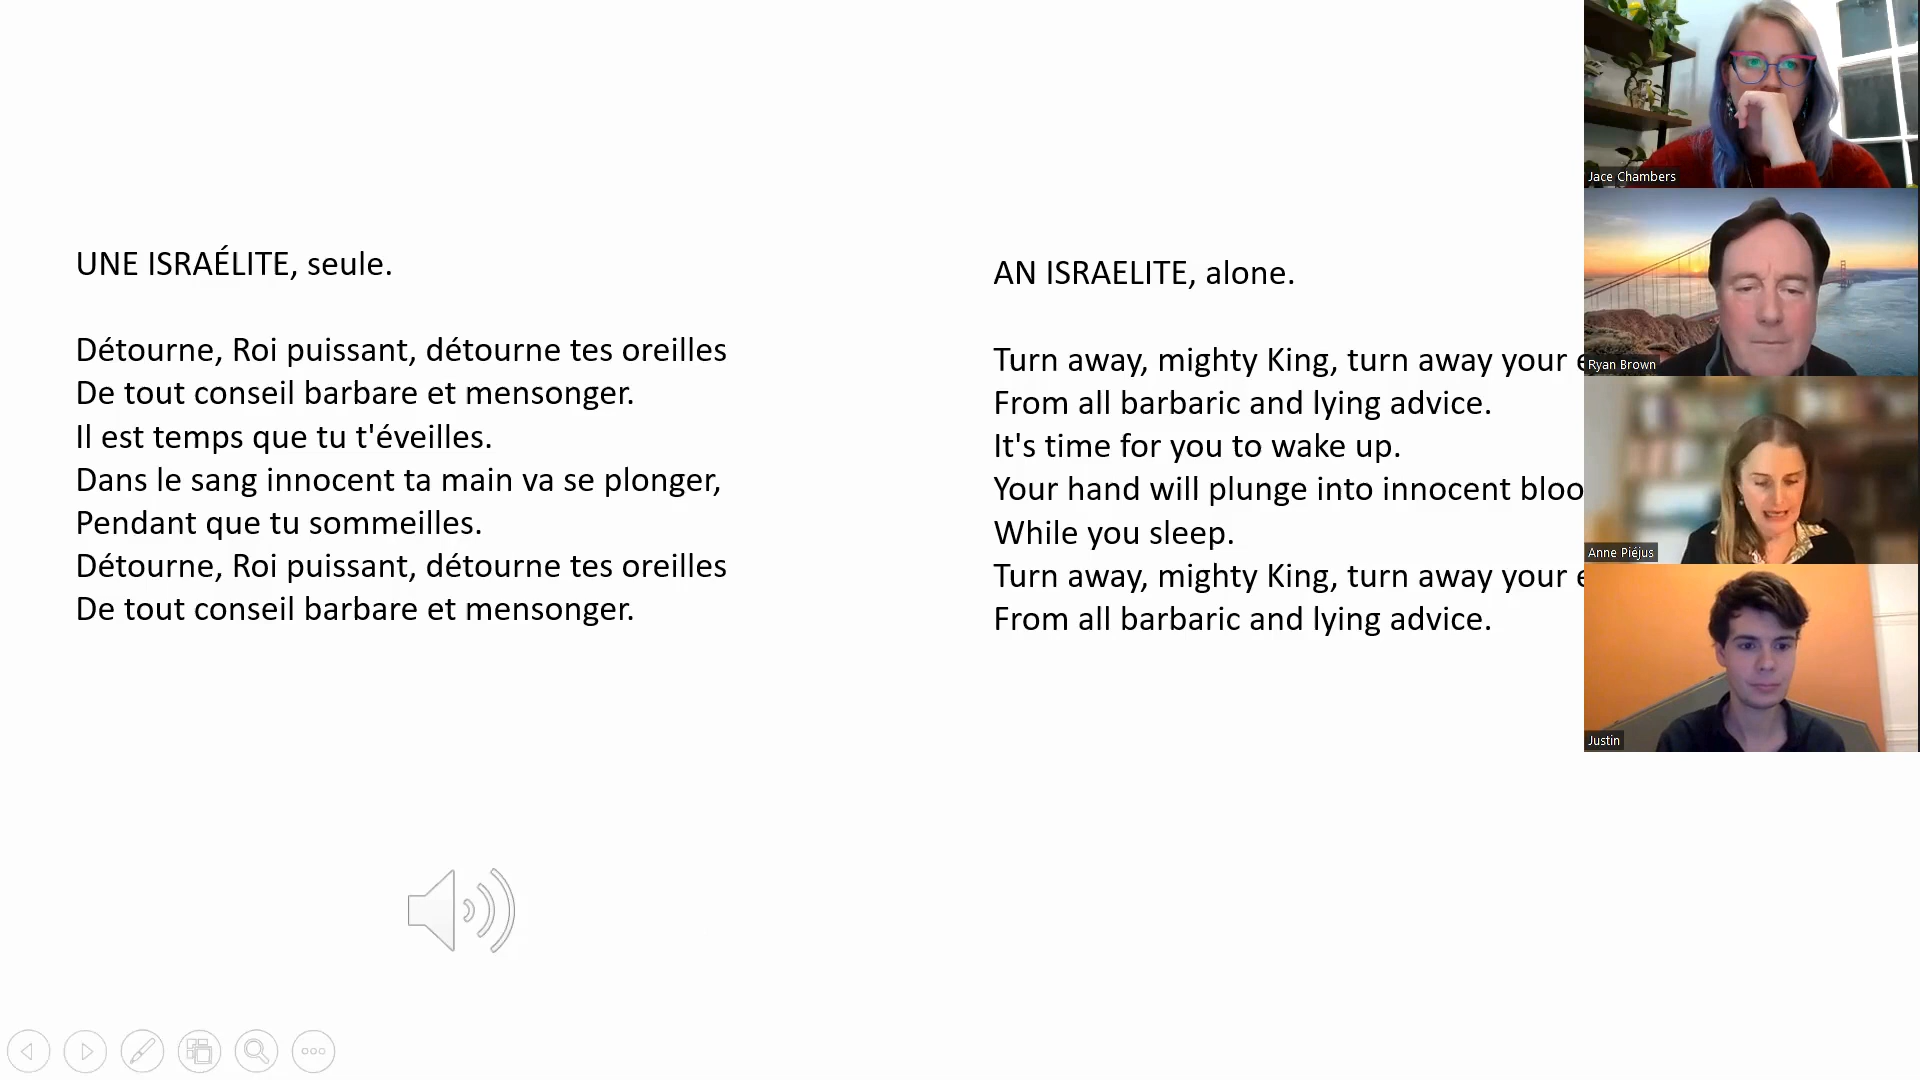 UNE ISRAÉLITE, seule.
Détourne, Roi puissant, détourne tes oreilles
De tout conseil barbare et mensonger.
Il est temps que tu t'éveilles.
Dans le sang innocent ta main va se plonger,
Pendant que tu sommeilles.
Détourne, Roi puissant, détourne tes oreilles
De tout conseil barbare et mensonger.
AN ISRAELITE, alone.
Turn away, mighty King, turn away your
From all barbaric and lying advice.
It's time for you to wake up.
Your hand will plunge into innocent bloo
While you sleep.
Turn away, mighty King, turn away your
From all barbaric and lying advice.
Jace Chambers
Ryan Brown
Anne Piéjus
Justin